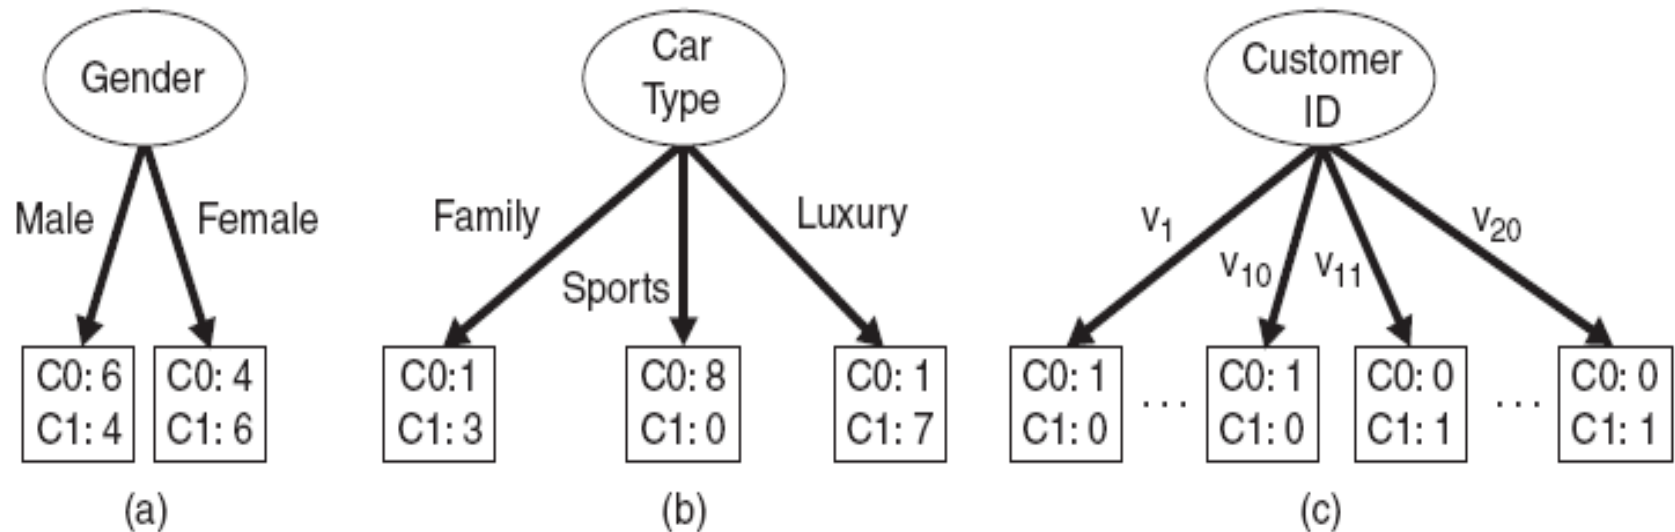 Gender
Male
Female
C0: 6
C1: 4
C0: 4
C1: 6
(a)
Car
Type
Family
Sports
Luxury
C0:1
C1: 3
C0: 8
C1: 0
C0: 1
C1: 7
(b)
Customer
ID
v1
v10
v11
v20
C0: 1
C1: 0
...
C0: 1
C1: 0
C0: 0
C1: 1
...
C0: 0
C1: 1
(c)